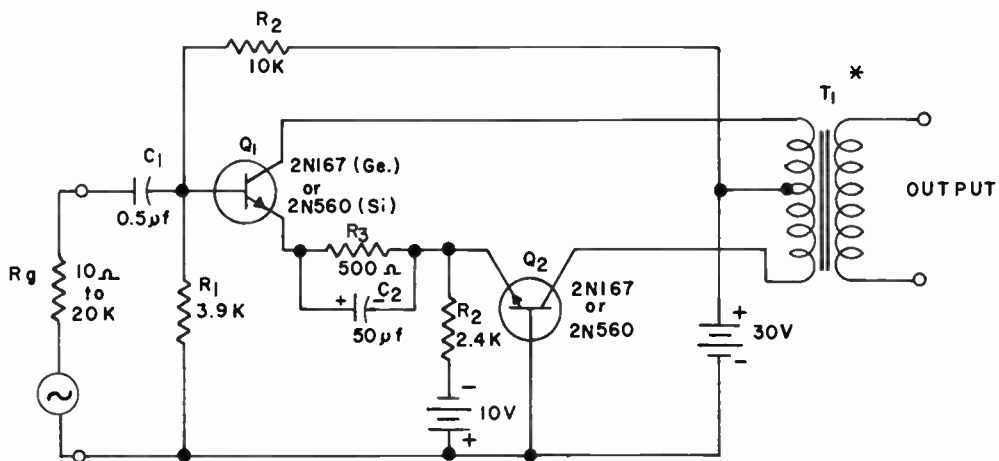 R2
10K
*
T1
C1
0.5μf
Q1
2N167 (Ge.)
or
2N560 (Si)
OUTPUT
Rg
10Ω
to
20K
R1
3.9K
R3
500 Ω
+ C2 −
50μf
R2
2.4K
Q2
2N167
or
2N560
+
30V
−
−
10V
+